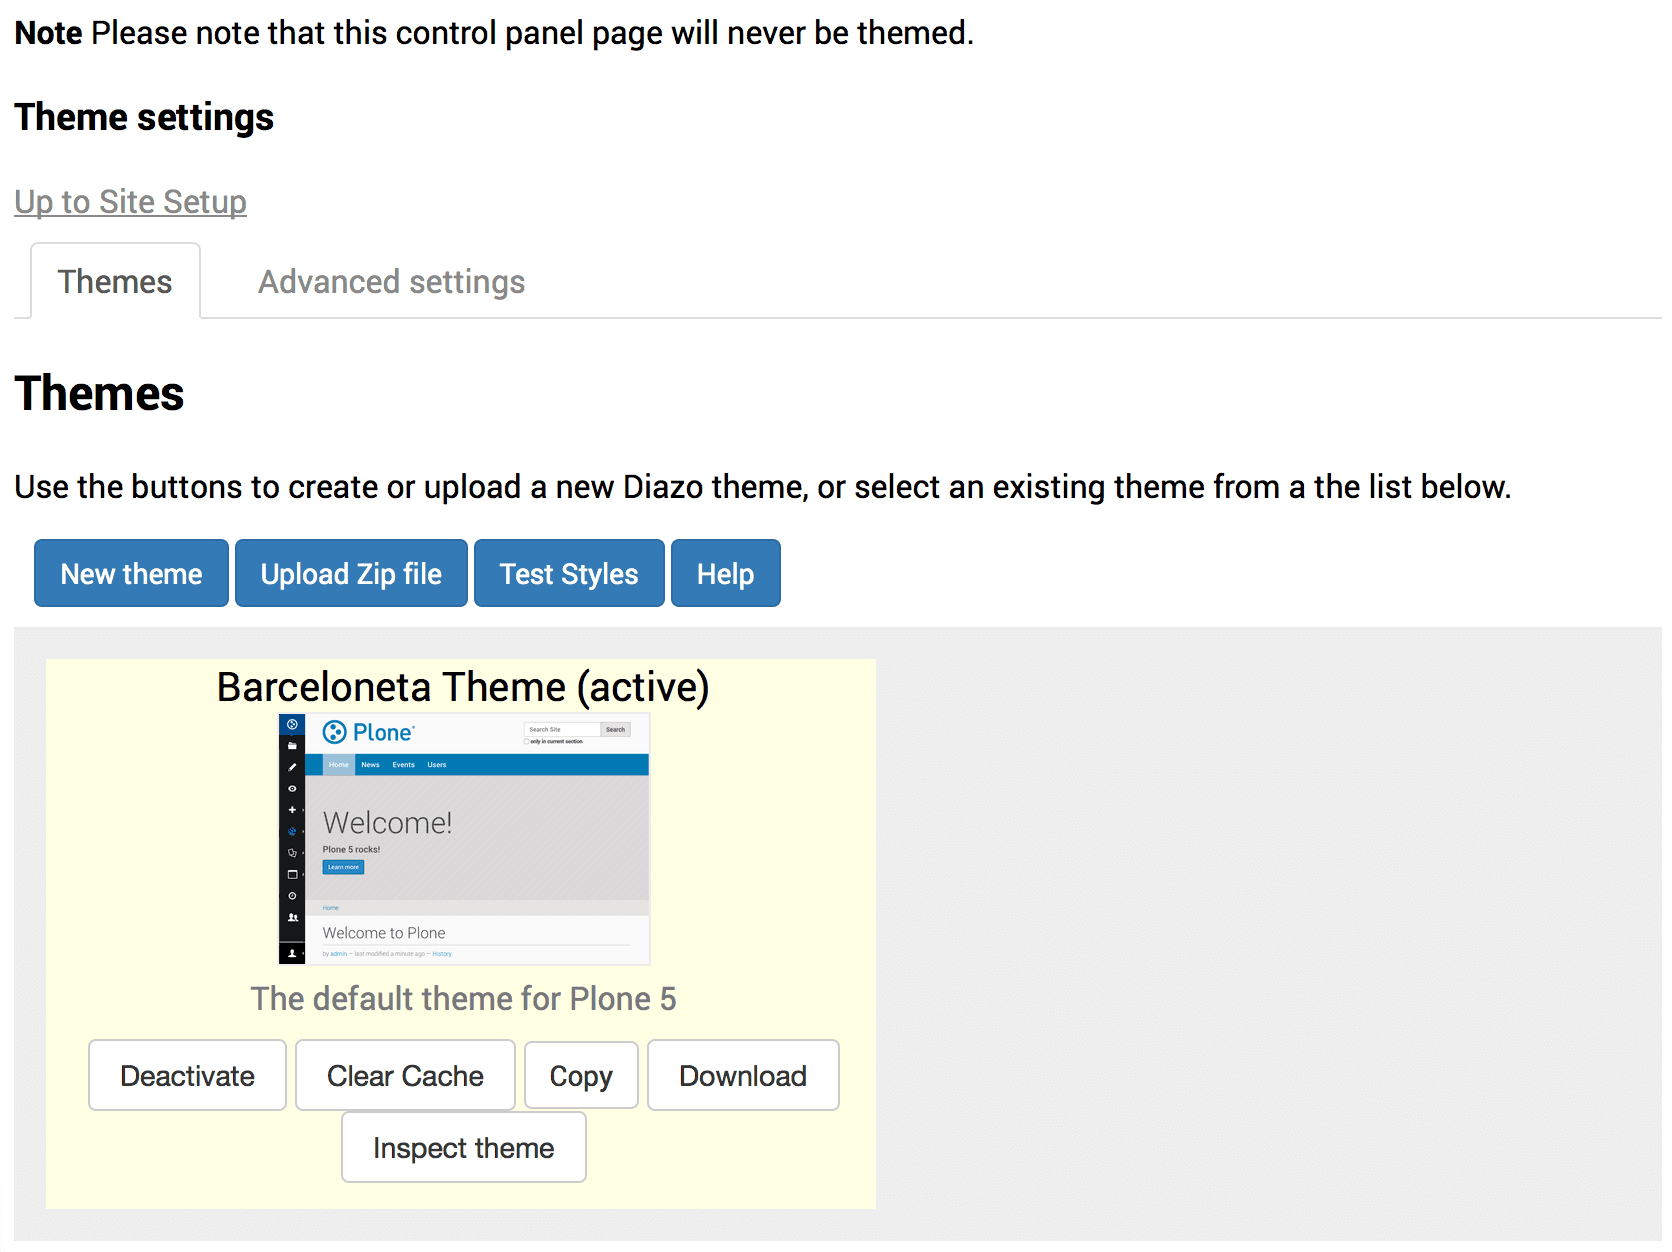 Note Please note that this control panel page will never be themed.
Theme settings
Up to Site Setup
Themes Advanced settings
Themes
Use the buttons to create or upload a new Diazo theme, or select an existing theme from a the list below.
New theme Upload Zip file Test Styles Help
Barceloneta Theme (active)
Plone
Search Site Search
only in current section
Home News Events Users
Welcome!
Plone 5 rocks!
Learn more
Home
Welcome to Plone
by admin — last modified a minute ago — History
The default theme for Plone 5
Deactivate Clear Cache Copy Download
Inspect theme